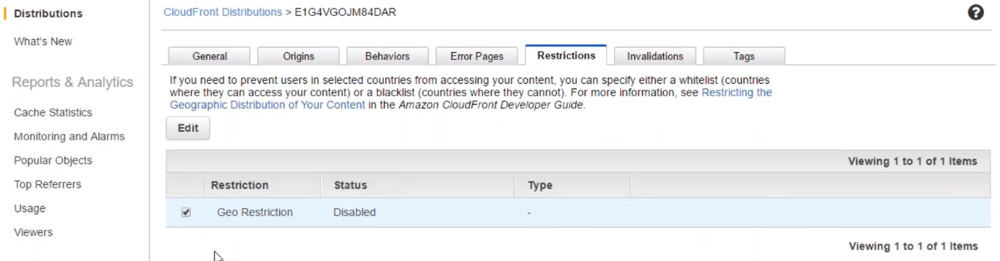 Distributions
What's New
Reports & Analytics
Cache Statistics
Monitoring and Alarms
Popular Objects
Top Referrers
Usage
Viewers
CloudFront Distributions > E1G4VGOJM84DAR
General Origins Behaviors Error Pages Restrictions Invalidations Tags
If you need to prevent users in selected countries from accessing your content, you can specify either a whitelist (countries
where they can access your content) or a blacklist (countries where they cannot). For more information, see Restricting the
Geographic Distribution of Your Content in the Amazon CloudFront Developer Guide.
Edit
Viewing 1 to 1 of 1 Items
Restriction Status Type
Geo Restriction Disabled -
Viewing 1 to 1 of 1 Items